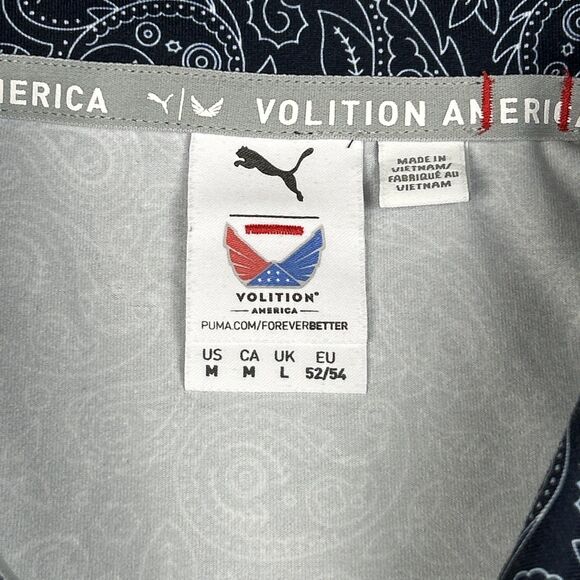 ERICA VOLITION AMERICA
MADE IN
VIETNAM/
FABRIQUÉ AU
VIETNAM
VOLITION®
AMERICA
PUMA.COM/FOREVERBETTER
US CA UK EU
M M L 52/54